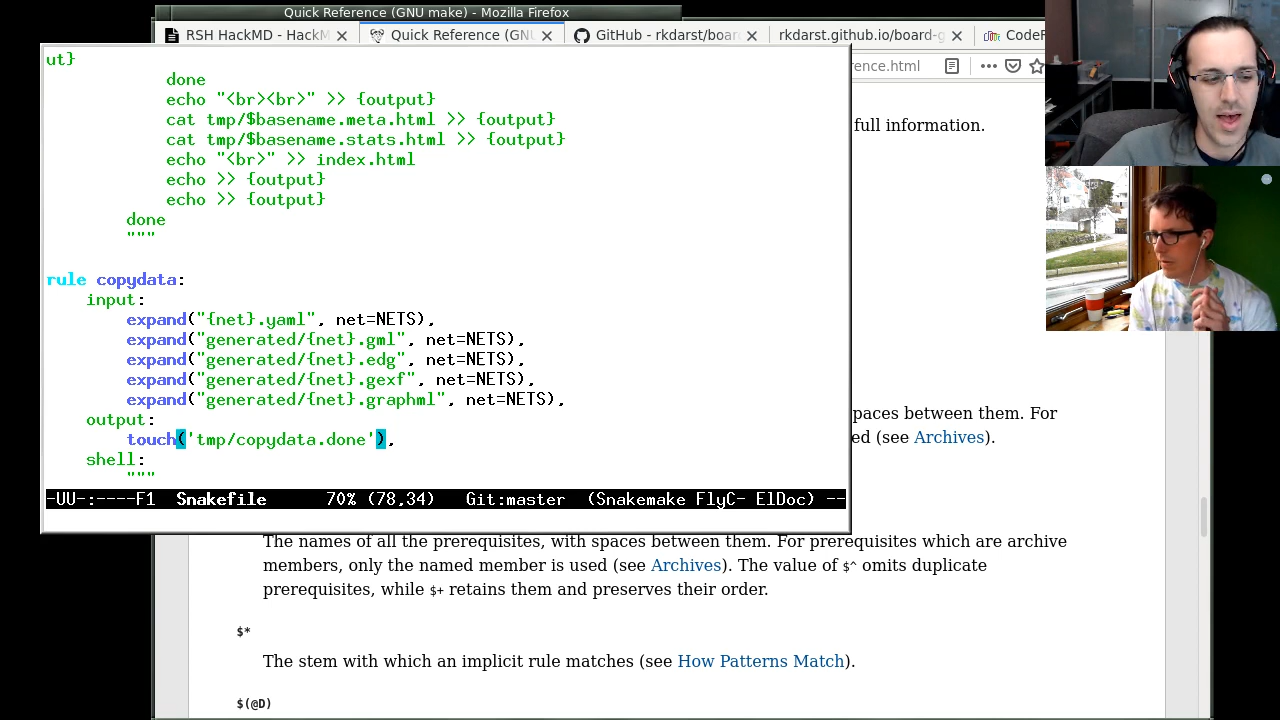 Quick Reference (GNU make) - Mozilla Firefox
RSH HackMD - HackM
Quick Reference (GNU
GitHub - rkdarst/boar
rkdarst.github.io/board-g
CodeF
rence.html
ut}
done
echo "<br><br>" >> {output}
cat tmp/$basename.meta.html >> {output}
cat tmp/$basename.stats.html >> {output}
echo "<br>" >> index.html
echo >> {output}
echo >> {output}
done
"""
rule copydata:
input:
expand("{net}.yaml", net=NETS),
expand("generated/{net}.gml", net=NETS),
expand("generated/{net}.edg", net=NETS),
expand("generated/{net}.gexf", net=NETS),
expand("generated/{net}.graphml", net=NETS),
output:
touch('tmp/copydata.done'),
shell:
"""
-UU-:----F1 Snakefile 70% (78,34) Git:master (Snakemake FlyC- ElDoc) --
full information.
paces between them. For
ed (see Archives).
The names of all the prerequisites, with spaces between them. For prerequisites which are archive
members, only the named member is used (see Archives). The value of $^ omits duplicate
prerequisites, while $+ retains them and preserves their order.
$*
The stem with which an implicit rule matches (see How Patterns Match).
$(@D)